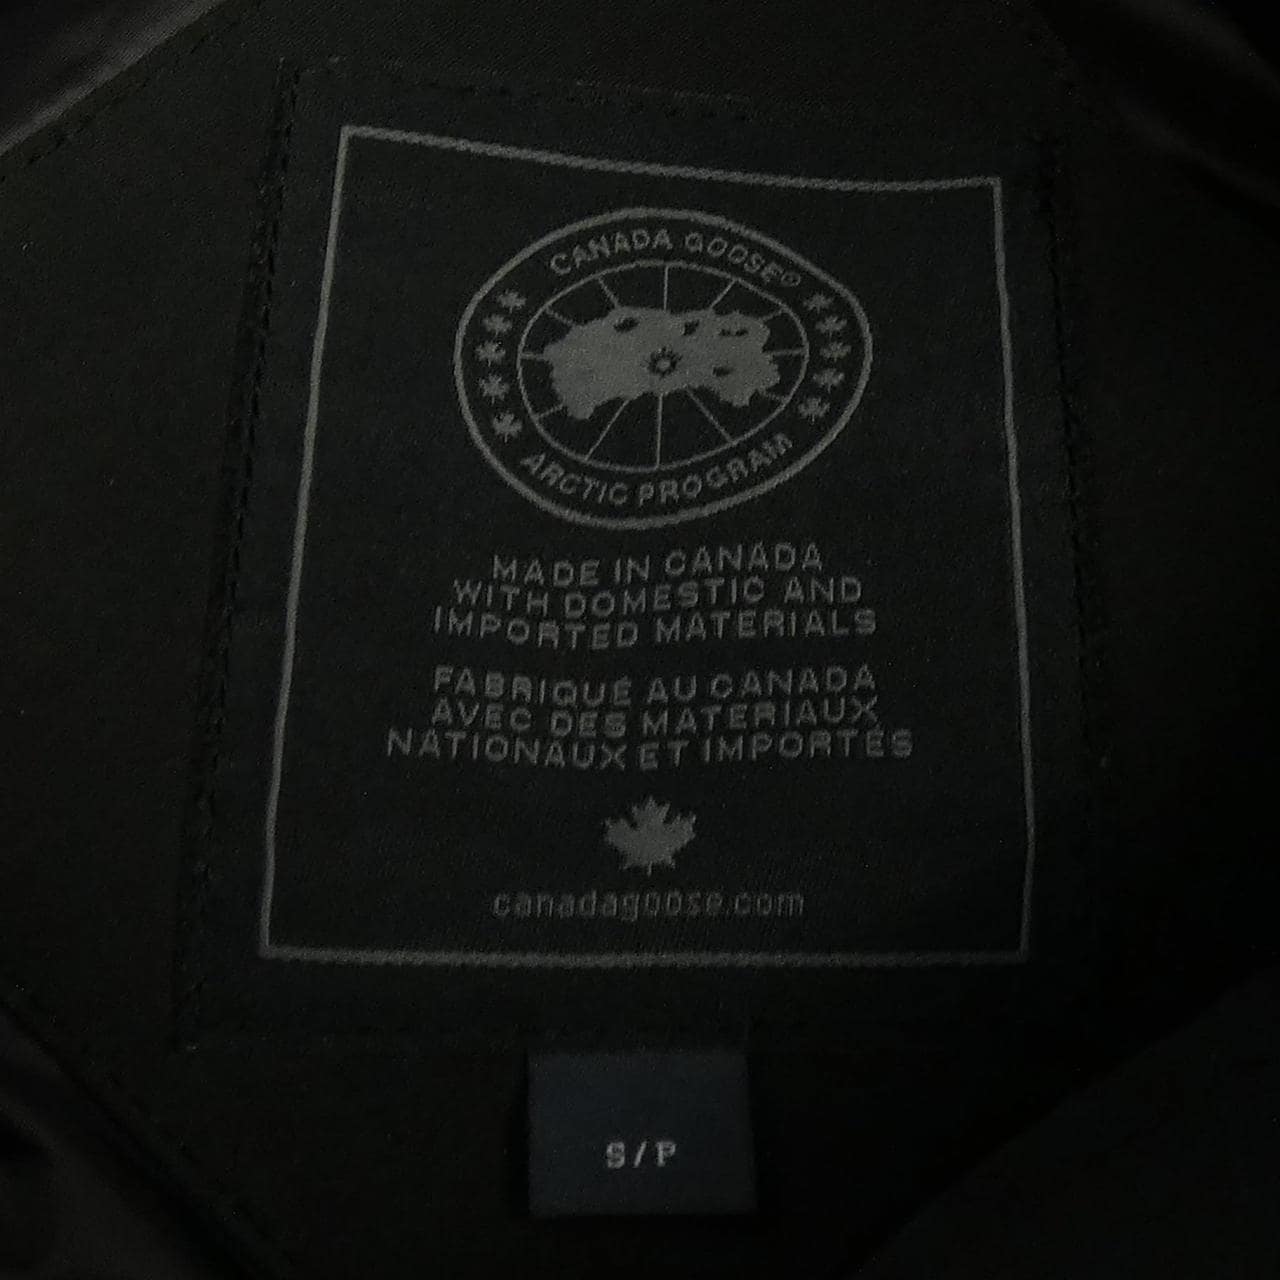 CANADA GOOSE®
ARCTIC PROGRAM
MADE IN CANADA
WITH DOMESTIC AND
IMPORTED MATERIALS
FABRIQUÉ AU CANADA
AVEC DES MATERIAUX
NATIONAUX ET IMPORTÉS
canadagoose.com
S/P